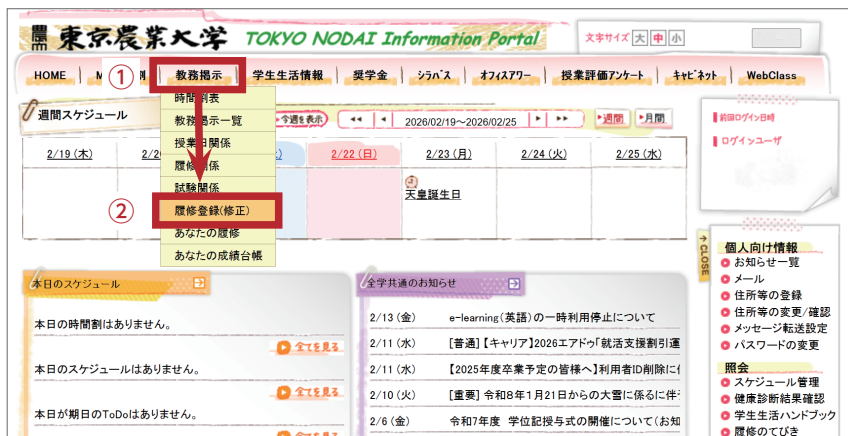 東京農業大学 TOKYO NODAI Information Portal 文字サイズ 大 中 小
HOME ① 教務掲示 学生生活情報 奨学金 シラバス オフィスアワー 授業評価アンケート キャビネット WebClass
時間割表
教務掲示一覧
授業日関係
履修関係
試験関係
② 履修登録(修正)
あなたの履修
あなたの成績台帳
週間スケジュール 今週を表示 2026/02/19～2026/02/25 週間 月間
2/19 (木) 2/22 (日) 2/23 (月) 2/24 (火) 2/25 (水)
天皇誕生日
前回ログイン日時
ログインユーザ
CLOSE
本日のスケジュール
本日の時間割はありません。
全てを見る
本日のスケジュールはありません。
全てを見る
本日が期日のToDoはありません。
全てを見る
全学共通のお知らせ
2/13 (金) e-learning(英語)の一時利用停止について
2/11 (水) [普通]【キャリア】2026エアドゥ「就活支援割引運
2/11 (水) 【2025年度卒業予定の皆様へ】利用者ID削除に
2/10 (火) [重要] 令和8年1月21日からの大雪に係るに伴
2/6 (金) 令和7年度 学位記授与式の開催について(お知
個人向け情報
お知らせ一覧
メール
住所等の登録
住所等の変更/確認
メッセージ転送設定
パスワードの変更
照会
スケジュール管理
健康診断結果確認
学生生活ハンドブック
履修のてびき